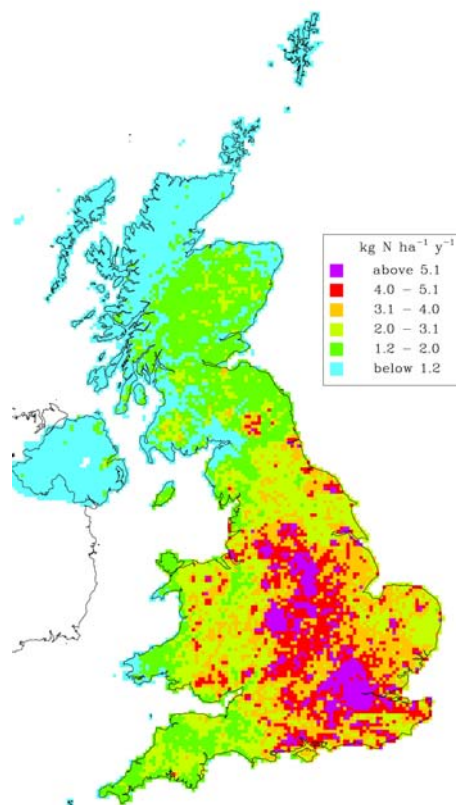 kg N ha⁻¹ y⁻¹
above 5.1
4.0 – 5.1
3.1 – 4.0
2.0 – 3.1
1.2 – 2.0
below 1.2